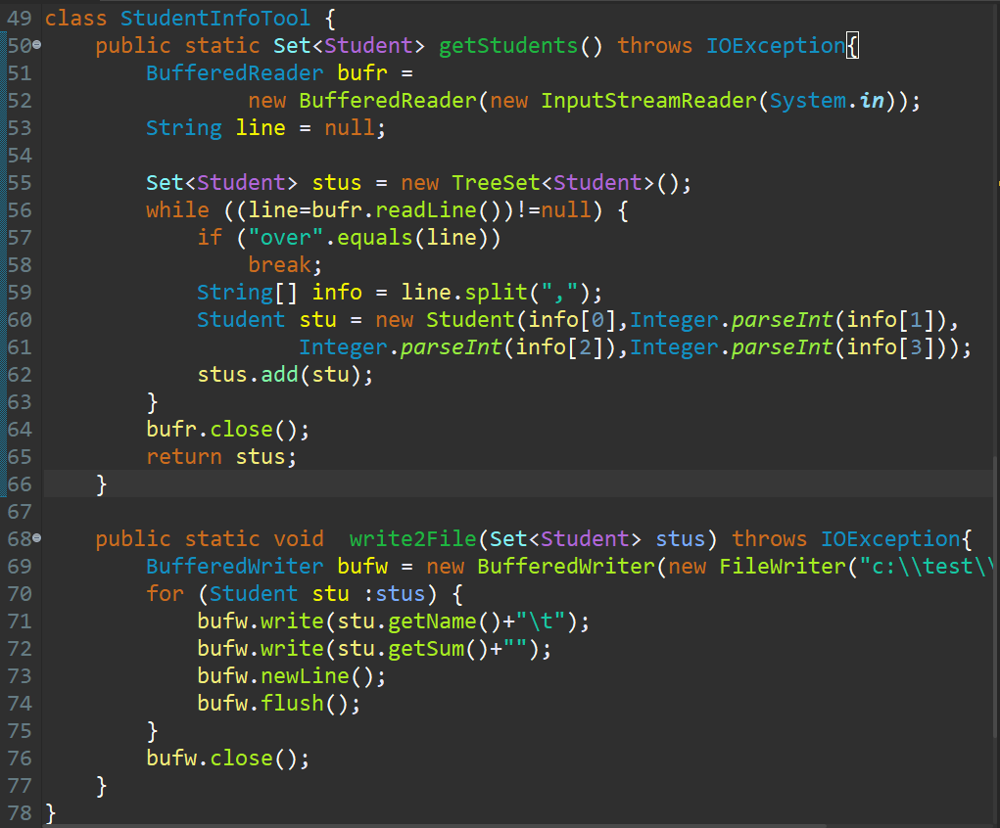 49 class StudentInfoTool {
50 public static Set<Student> getStudents() throws IOException{
51 BufferedReader bufr =
52 new BufferedReader(new InputStreamReader(System.in));
53 String line = null;
54
55 Set<Student> stus = new TreeSet<Student>();
56 while ((line=bufr.readLine())!=null) {
57 if ("over".equals(line))
58 break;
59 String[] info = line.split(",");
60 Student stu = new Student(info[0],Integer.parseInt(info[1]),
61 Integer.parseInt(info[2]),Integer.parseInt(info[3]));
62 stus.add(stu);
63 }
64 bufr.close();
65 return stus;
66 }
67
68 public static void  write2File(Set<Student> stus) throws IOException{
69 BufferedWriter bufw = new BufferedWriter(new FileWriter("c:\\test\\
70 for (Student stu :stus) {
71 bufw.write(stu.getName()+"\t");
72 bufw.write(stu.getSum()+"");
73 bufw.newLine();
74 bufw.flush();
75 }
76 bufw.close();
77 }
78 }